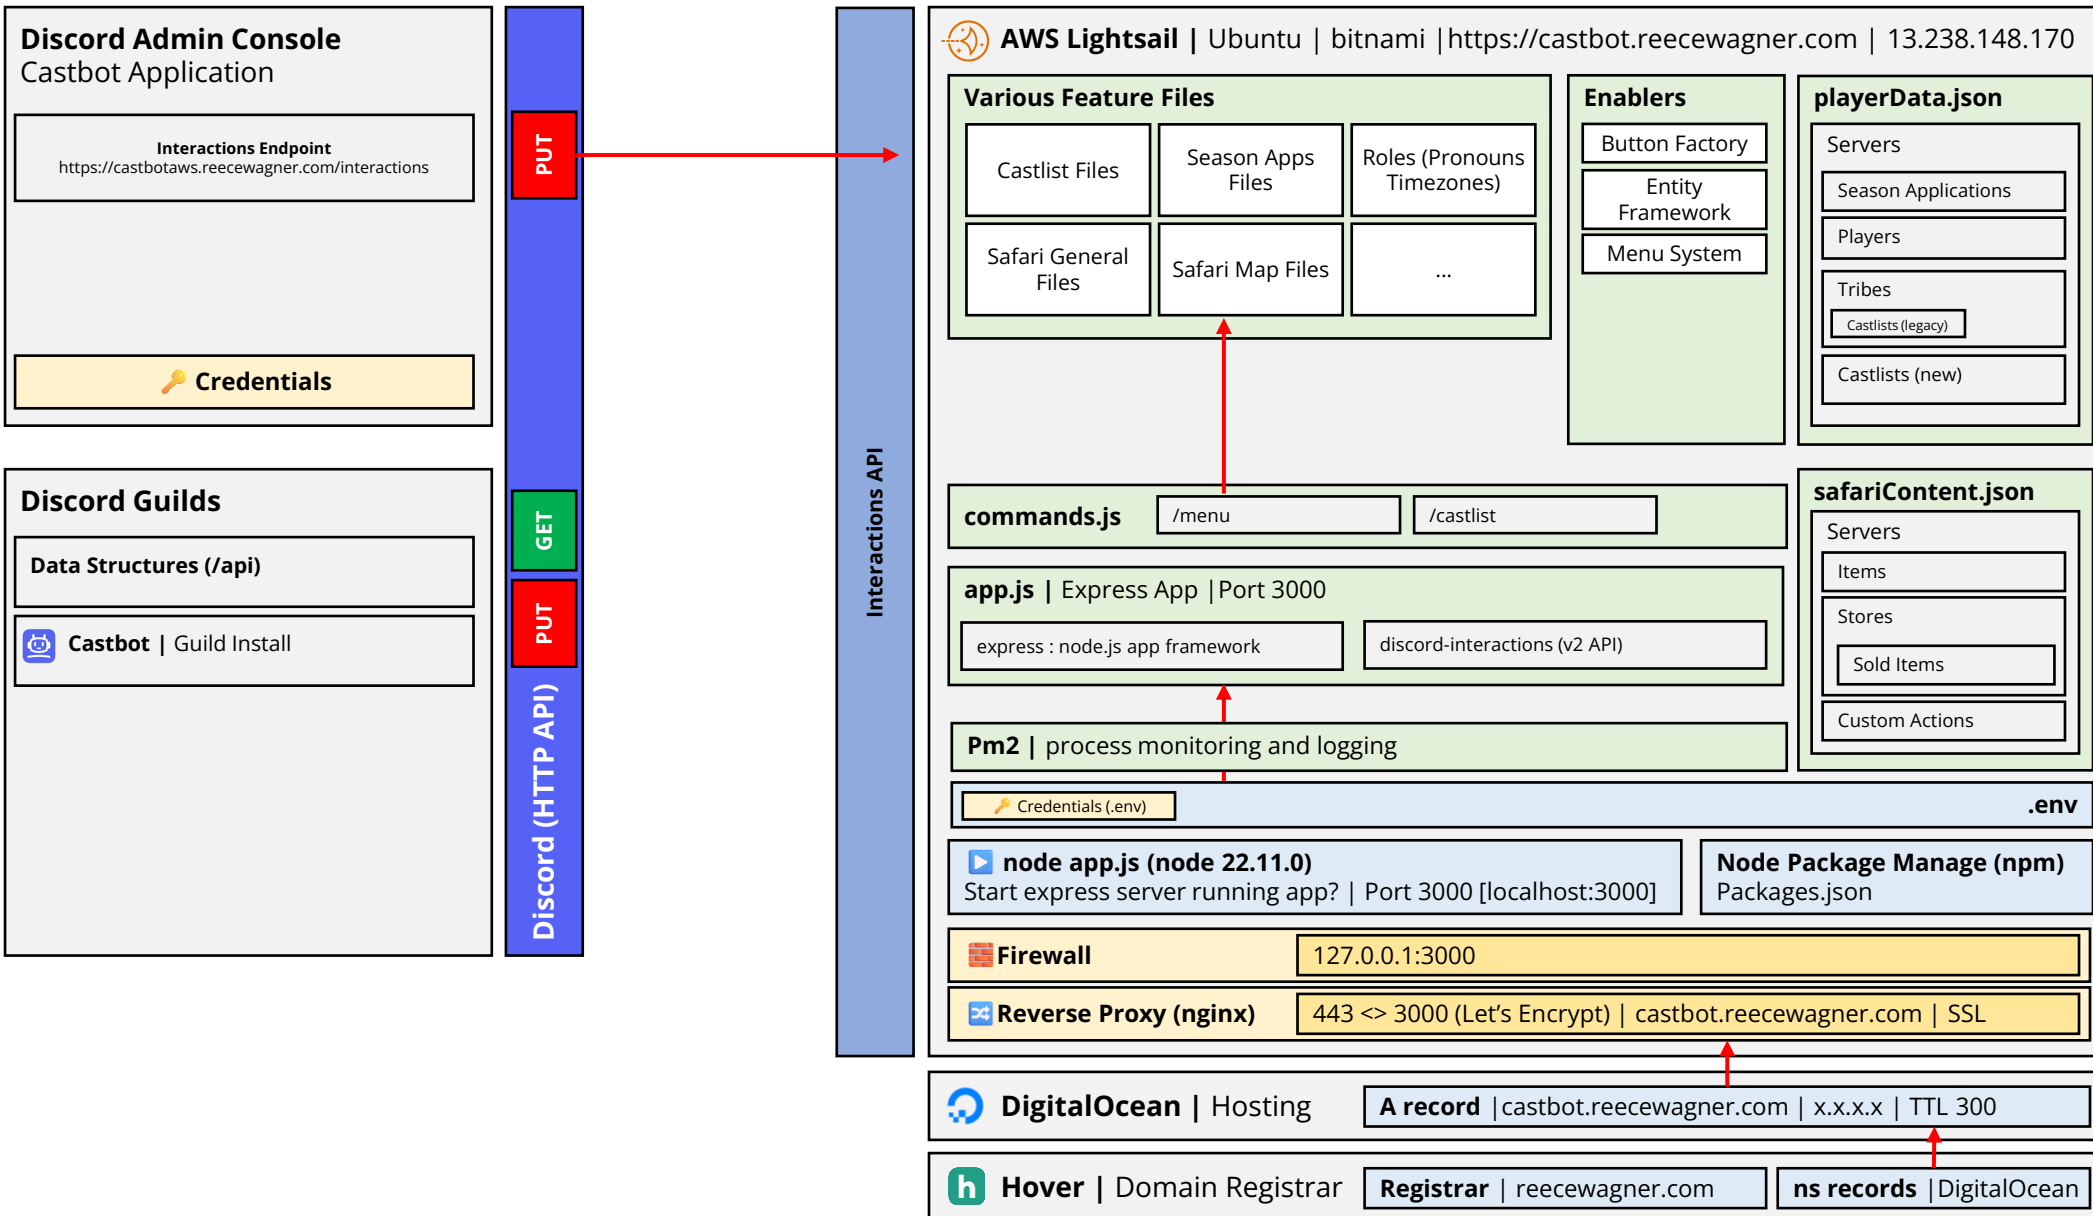 Discord Admin Console
Castbot Application
Interactions Endpoint
https://castbotaws.reecewagner.com/interactions
🔑 Credentials
Discord Guilds
Data Structures (/api)
Castbot | Guild Install
PUT
GET
PUT
Discord (HTTP API)
Interactions API
AWS Lightsail | Ubuntu | bitnami |https://castbot.reecewagner.com | 13.238.148.170
Various Feature Files
Castlist Files
Season Apps
Files
Roles (Pronouns
Timezones)
Safari General
Files
Safari Map Files
...
Enablers
Button Factory
Entity
Framework
Menu System
playerData.json
Servers
Season Applications
Players
Tribes
Castlists (legacy)
Castlists (new)
commands.js
/menu
/castlist
safariContent.json
Servers
Items
Stores
Sold Items
Custom Actions
app.js | Express App |Port 3000
express : node.js app framework
discord-interactions (v2 API)
Pm2 | process monitoring and logging
🔑 Credentials (.env)
.env
▶️ node app.js (node 22.11.0)
Start express server running app? | Port 3000 [localhost:3000]
Node Package Manage (npm)
Packages.json
🧱Firewall
127.0.0.1:3000
🔀Reverse Proxy (nginx)
443 <> 3000 (Let’s Encrypt) | castbot.reecewagner.com | SSL
DigitalOcean | Hosting
A record |castbot.reecewagner.com | x.x.x.x | TTL 300
h Hover | Domain Registrar
Registrar | reecewagner.com
ns records |DigitalOcean